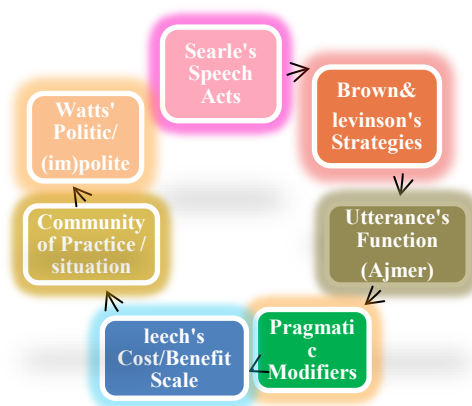 Searle's
Speech
Acts
Brown&
levinson's
Strategies
Utterance's
Function
(Ajmer)
Pragmati
c
Modifiers
leech's
Cost/Benefit
Scale
Community
of Practice /
situation
Watts'
Politic/
(im)polite